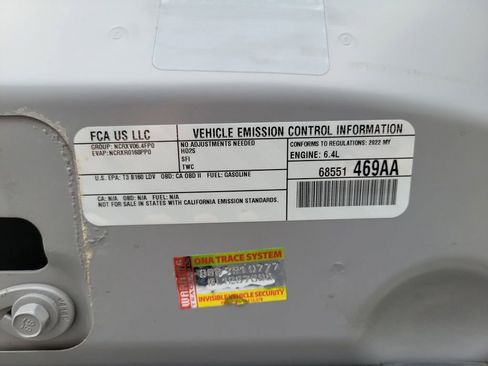 FCA US LLC
VEHICLE EMISSION CONTROL INFORMATION
GROUP: NCRXV06.4FP0
EVAP: NCRXR0168PP0
NO ADJUSTMENTS NEEDED
HO2S
SFI
TWC
CONFORMS TO REGULATIONS: 2022 MY
ENGINE: 6.4L
68551 469AA
U.S. EPA: T3 B160 LDV OBD: CA OBD II FUEL: GASOLINE
CA: N/A OBD: N/A FUEL: N/A
NOT FOR SALE IN STATES WITH CALIFORNIA EMISSION STANDARDS.
DNA TRACE SYSTEM
INVISIBLE VEHICLE SECURITY